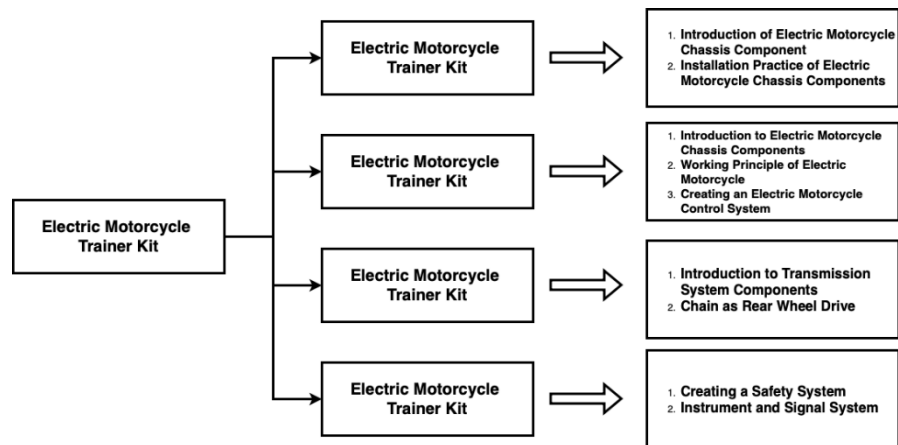 Electric Motorcycle
Trainer Kit
Electric Motorcycle
Trainer Kit
1. Introduction of Electric Motorcycle
Chassis Component
2. Installation Practice of Electric
Motorcycle Chassis Components
Electric Motorcycle
Trainer Kit
1. Introduction to Electric Motorcycle
Chassis Components
2. Working Principle of Electric
Motorcycle
3. Creating an Electric Motorcycle
Control System
Electric Motorcycle
Trainer Kit
1. Introduction to Transmission
System Components
2. Chain as Rear Wheel Drive
Electric Motorcycle
Trainer Kit
1. Creating a Safety System
2. Instrument and Signal System